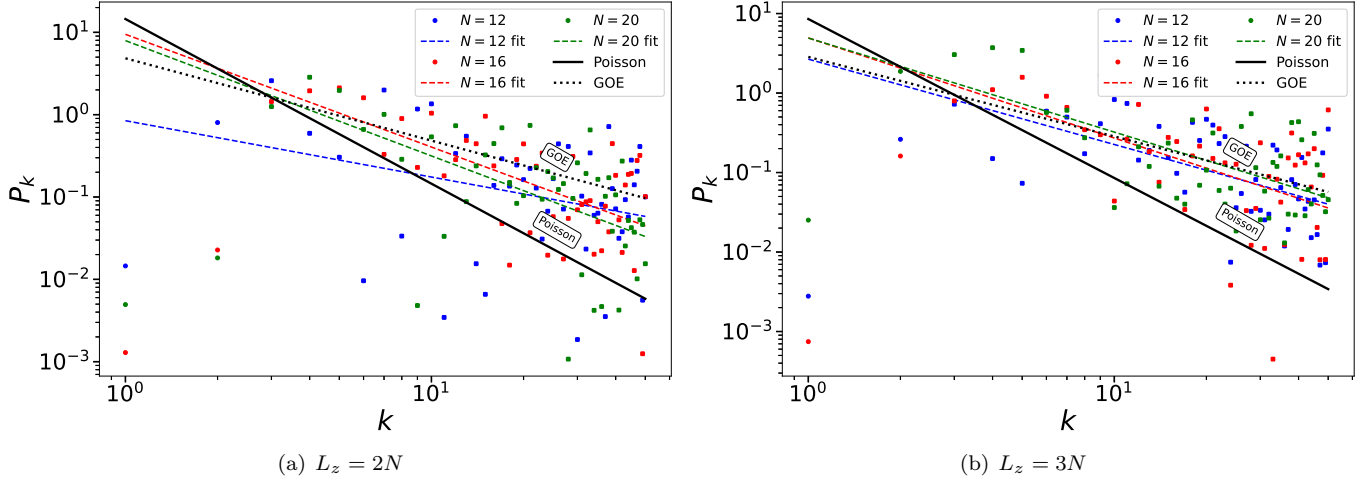 N = 12
N = 12 fit
N = 16
N = 16 fit
N = 20
N = 20 fit
Poisson
GOE
10¹
10⁰
10⁻¹
10⁻²
10⁻³
P_k
GOE
Poisson
10⁰
10¹
k
(a) L_z = 2N
N = 12
N = 12 fit
N = 16
N = 16 fit
N = 20
N = 20 fit
Poisson
GOE
10¹
10⁰
10⁻¹
10⁻²
10⁻³
P_k
GOE
Poisson
10⁰
10¹
k
(b) L_z = 3N